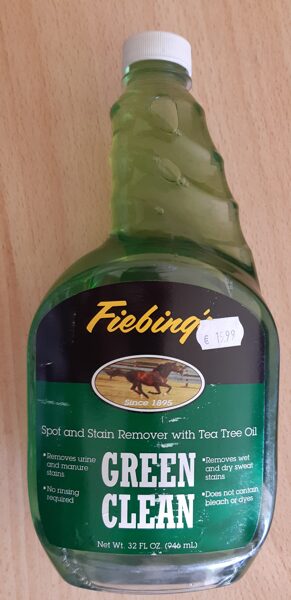 Fiebing's
€ 15,99
Since 1895
Spot and Stain Remover with Tea Tree Oil
•Removes urine
and manure
stains
•No rinsing
required
GREEN
CLEAN
•Removes wet
and dry sweat
stains
•Does not contain
bleach or dyes
Net Wt. 32 FL OZ. (946 mL)